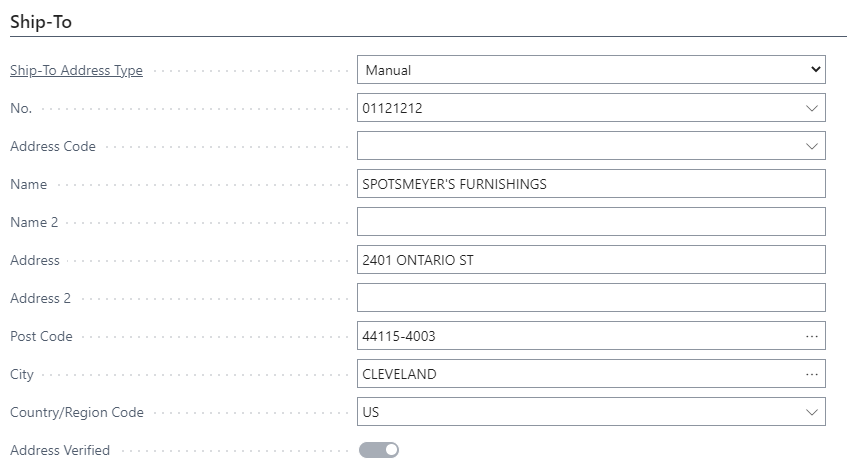 Ship-To
Ship-To Address Type Manual
No. 01121212
Address Code
Name SPOTSMEYER'S FURNISHINGS
Name 2
Address 2401 ONTARIO ST
Address 2
Post Code 44115-4003 ...
City CLEVELAND ...
Country/Region Code US
Address Verified